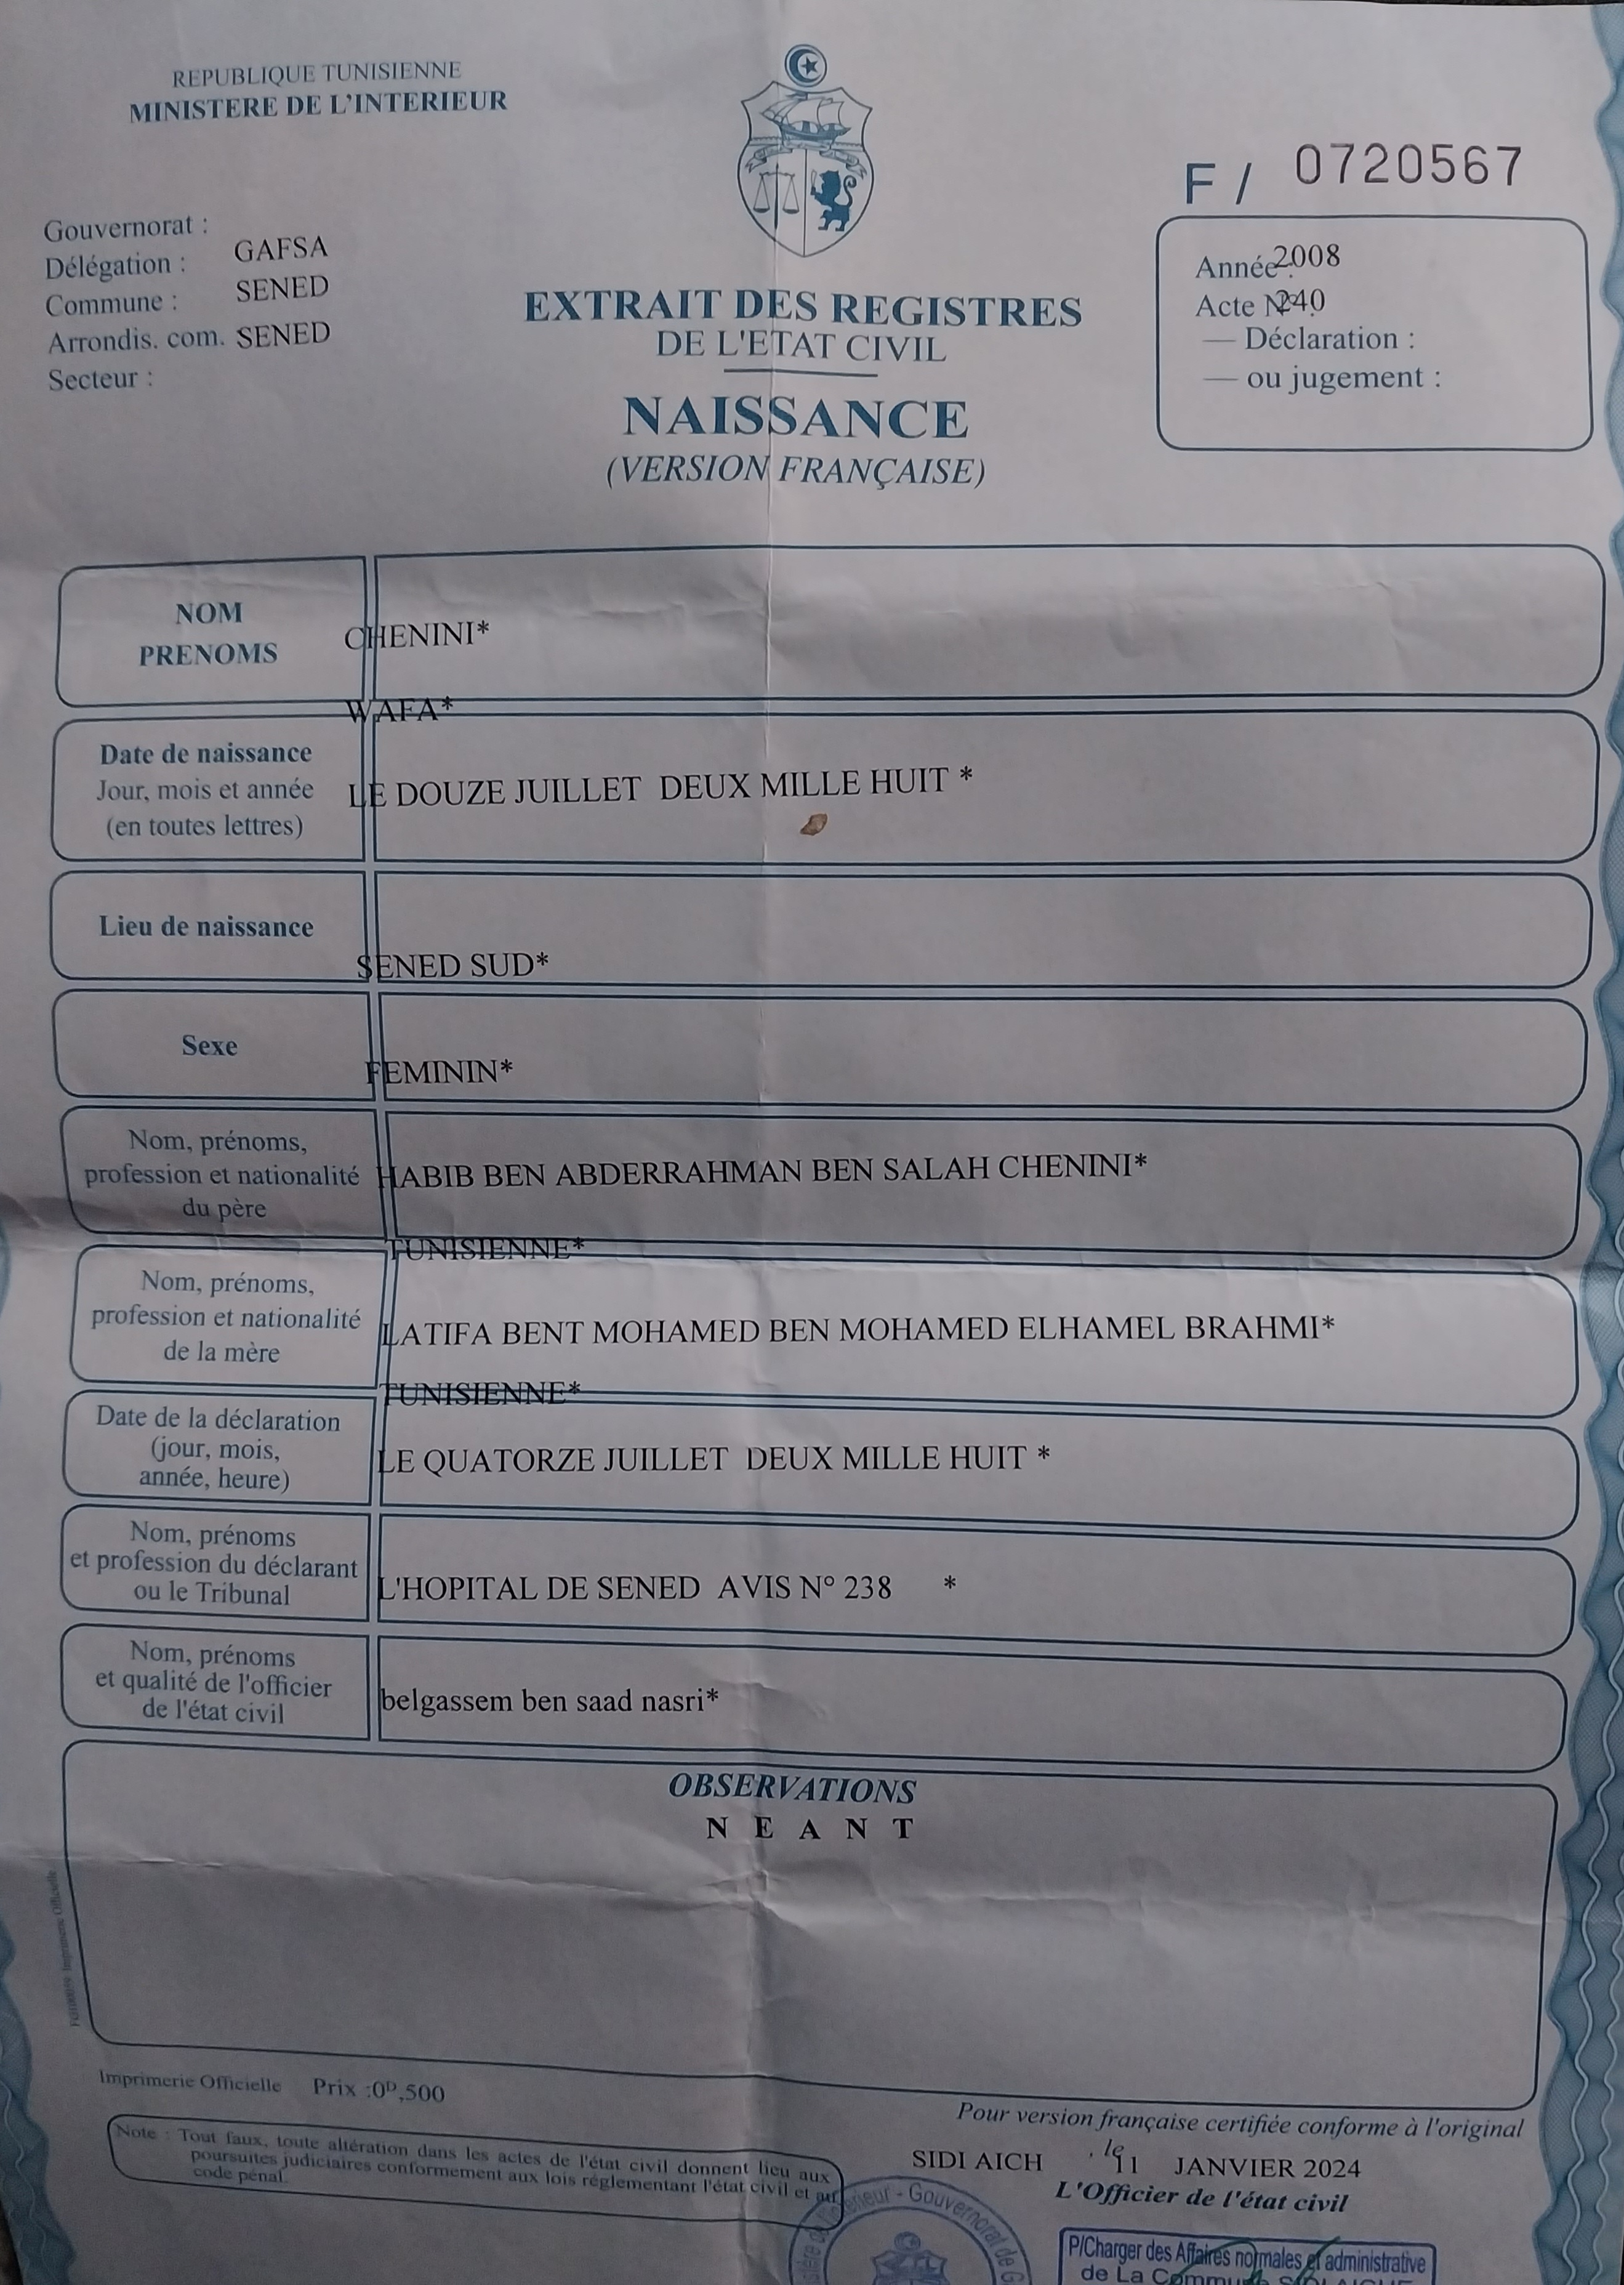 REPUBLIQUE TUNISIENNE
MINISTERE DE L'INTERIEUR
F / 0720567
Gouvernorat :
Délégation : GAFSA
Commune : SENED
Arrondis. com. SENED
Secteur :
EXTRAIT DES REGISTRES
DE L'ETAT CIVIL
NAISSANCE
(VERSION FRANÇAISE)
Année : 2008
Acte N° : 240
— Déclaration :
— ou jugement :
NOM
PRENOMS
CHENINI*
WAFA*
Date de naissance
Jour, mois et année
(en toutes lettres)
LE DOUZE JUILLET DEUX MILLE HUIT *
Lieu de naissance
SENED SUD*
Sexe
FEMININ*
Nom, prénoms,
profession et nationalité
du père
HABIB BEN ABDERRAHMAN BEN SALAH CHENINI*
TUNISIENNE*
Nom, prénoms,
profession et nationalité
de la mère
LATIFA BENT MOHAMED BEN MOHAMED ELHAMEL BRAHMI*
TUNISIENNE*
Date de la déclaration
(jour, mois,
année, heure)
LE QUATORZE JUILLET DEUX MILLE HUIT *
Nom, prénoms
et profession du déclarant
ou le Tribunal
L'HOPITAL DE SENED AVIS N° 238 *
Nom, prénoms
et qualité de l'officier
de l'état civil
belgassem ben saad nasri*
OBSERVATIONS
N E A N T
Imprimerie Officielle
Imprimerie Officielle Prix :0D,500
Note : Tout faux, toute altération dans les actes de l'état civil donnent lieu aux
poursuites judiciaires conformement aux lois réglementant l'état civil et au
code pénal.
Pour version française certifiée conforme à l'original
SIDI AICH le 11 JANVIER 2024
L'Officier de l'état civil
Gouvernorat de
P/Charger des Affaires normales et administrative
de La Commune